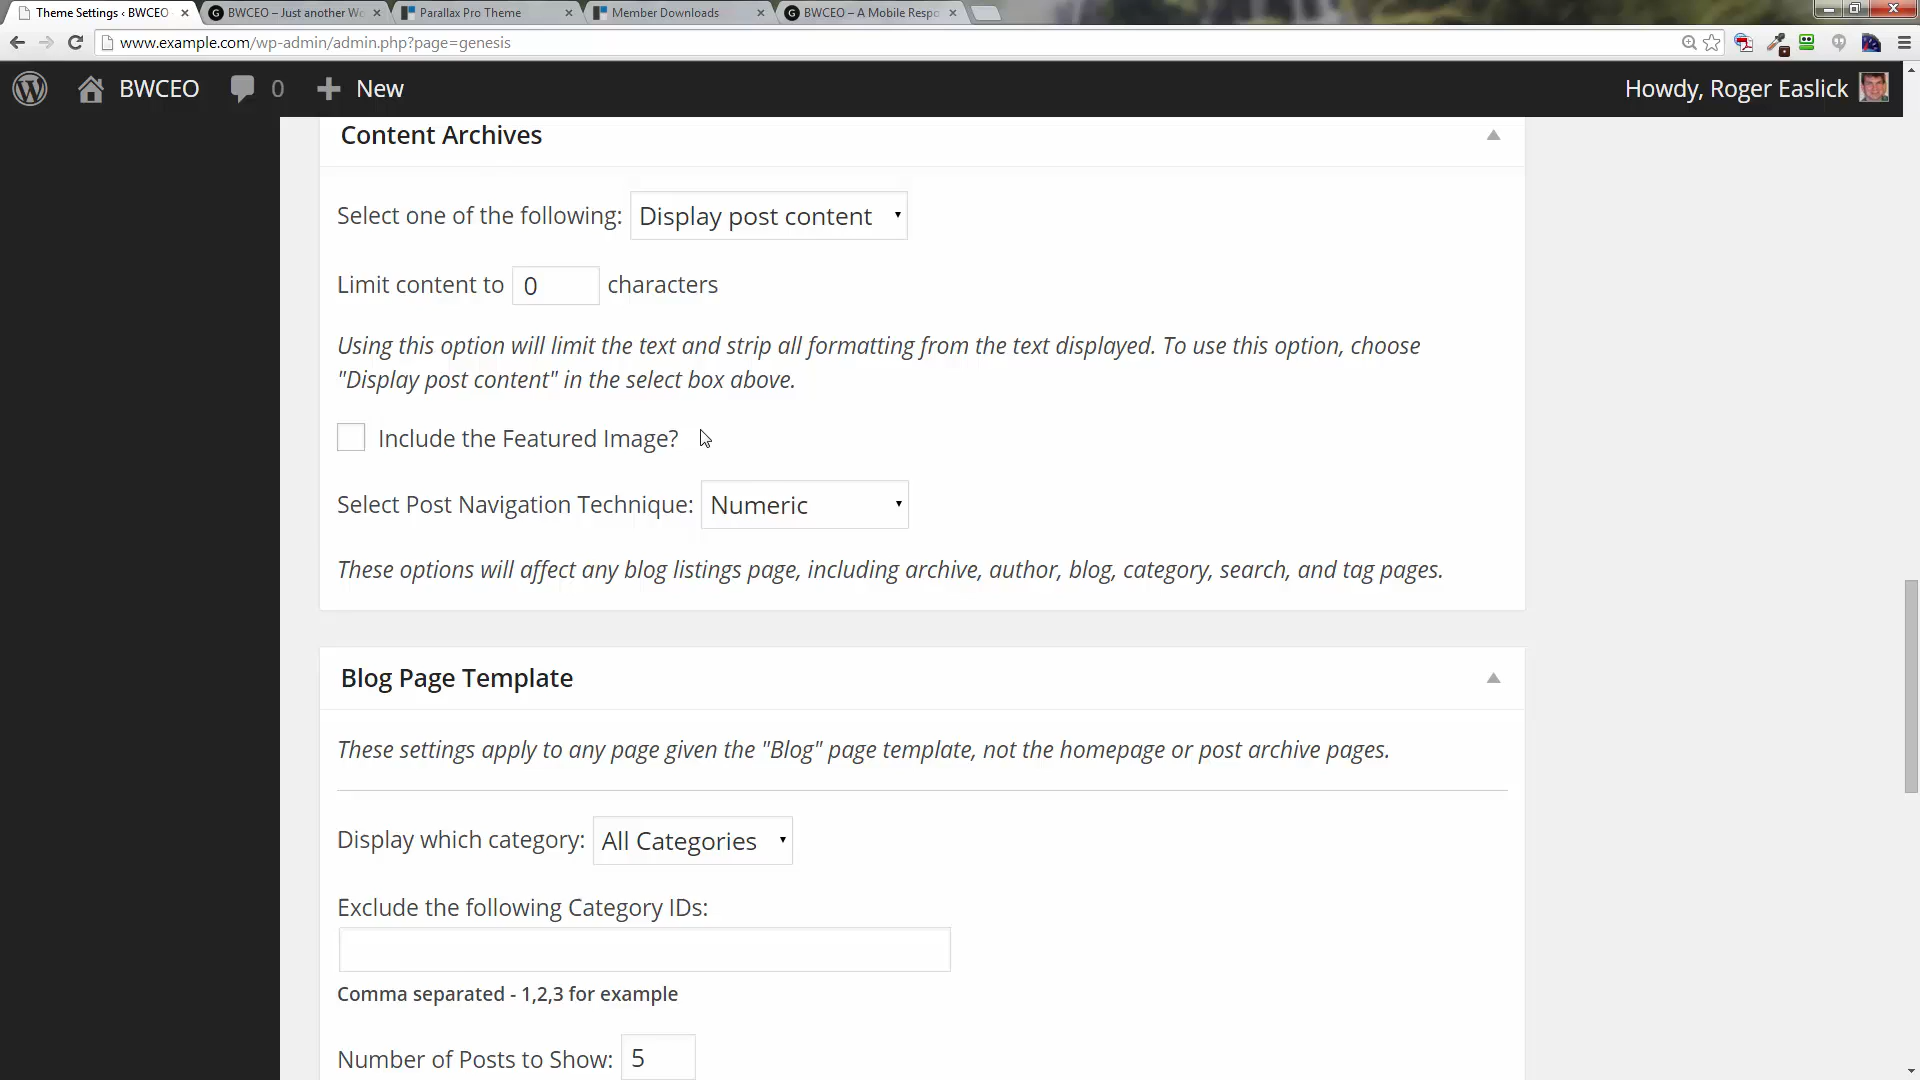 Theme Settings ‹ BWCEO
BWCEO – Just another Wo
Parallax Pro Theme
Member Downloads
BWCEO – A Mobile Respo
www.example.com/wp-admin/admin.php?page=genesis
BWCEO
0
New
Howdy, Roger Easlick
Content Archives
Select one of the following: Display post content
Limit content to 0 characters
Using this option will limit the text and strip all formatting from the text displayed. To use this option, choose
"Display post content" in the select box above.
Include the Featured Image?
Select Post Navigation Technique: Numeric
These options will affect any blog listings page, including archive, author, blog, category, search, and tag pages.
Blog Page Template
These settings apply to any page given the "Blog" page template, not the homepage or post archive pages.
Display which category: All Categories
Exclude the following Category IDs:
Comma separated - 1,2,3 for example
Number of Posts to Show: 5